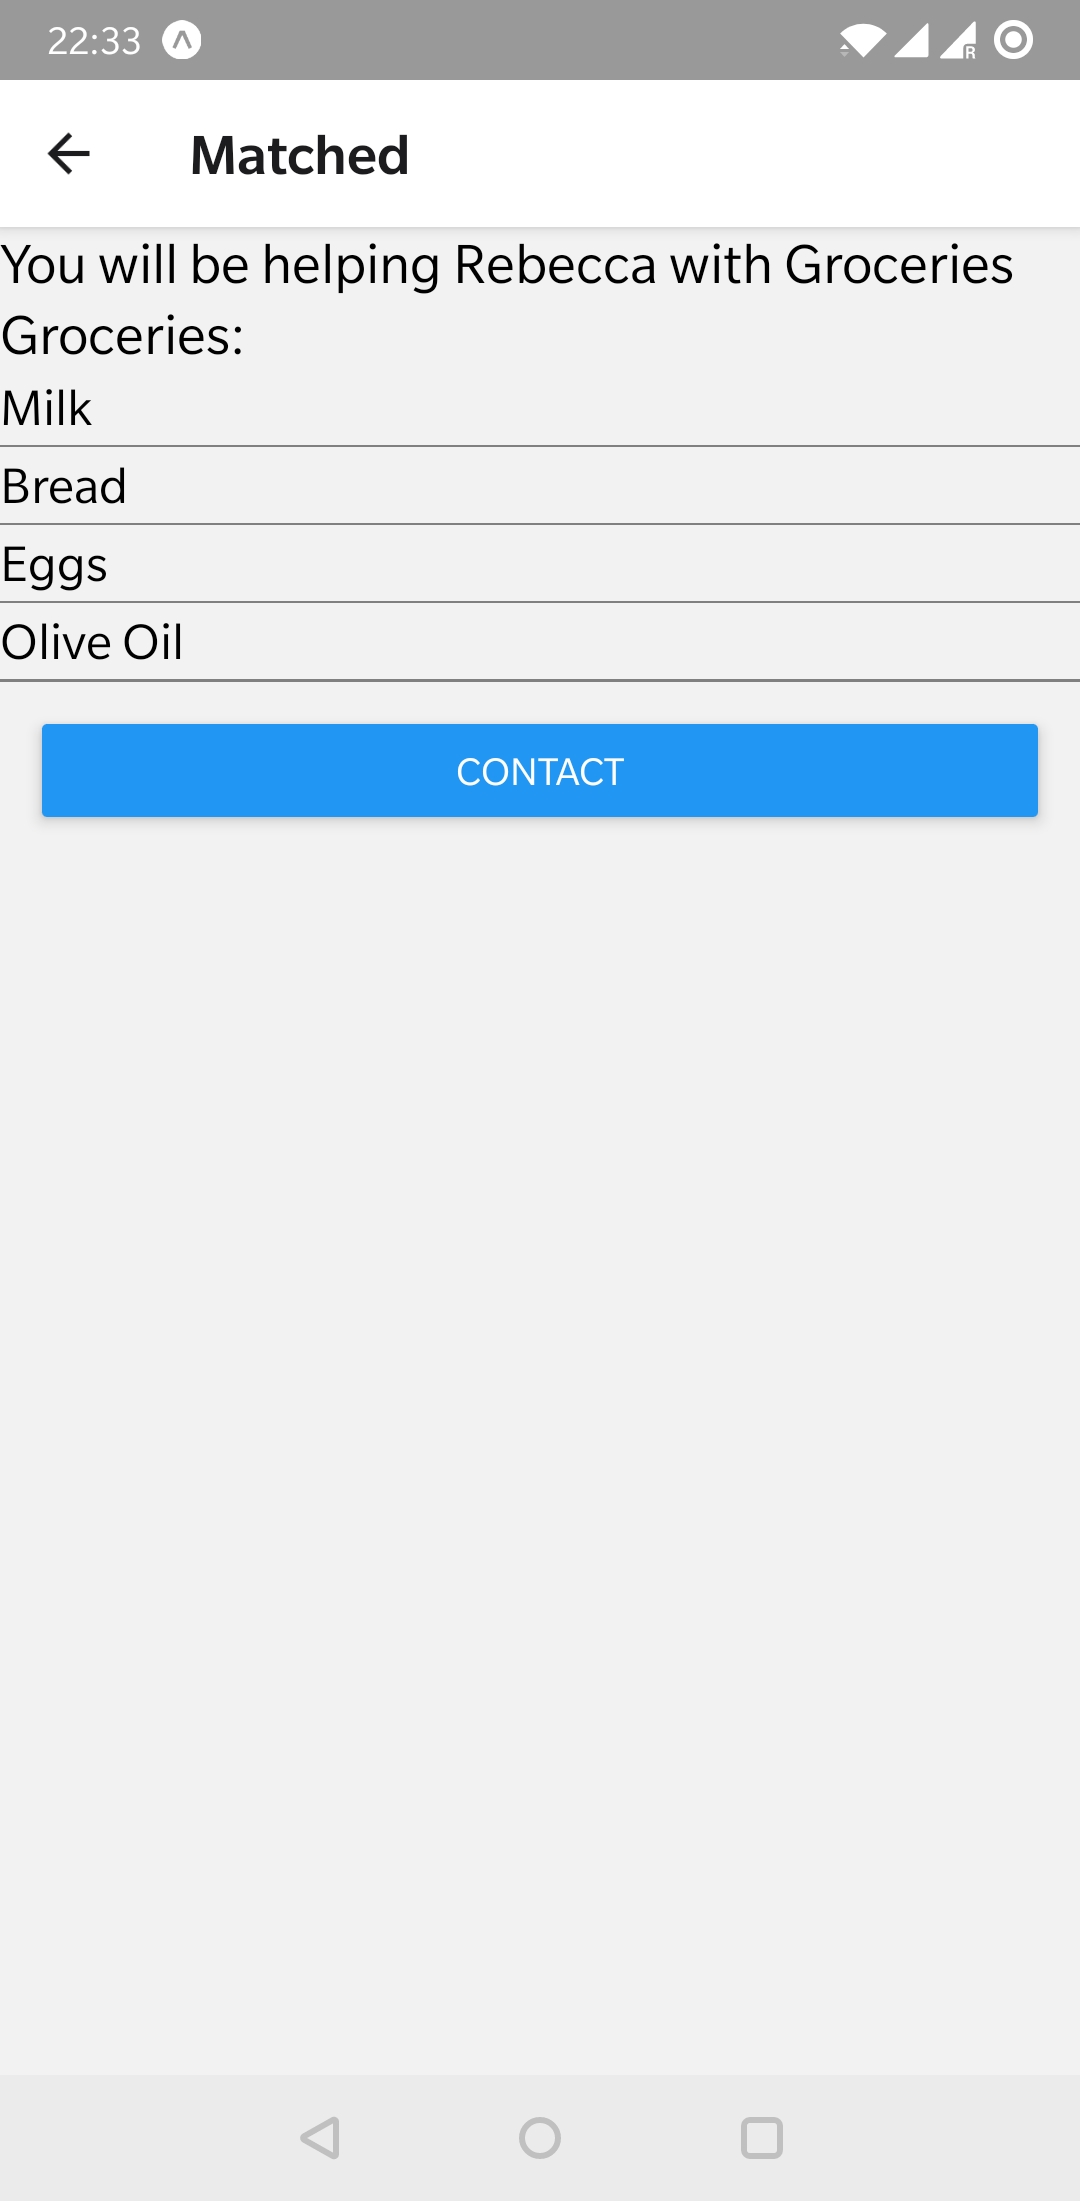 22:33
Matched
You will be helping Rebecca with Groceries
Groceries:
Milk
Bread
Eggs
Olive Oil
CONTACT